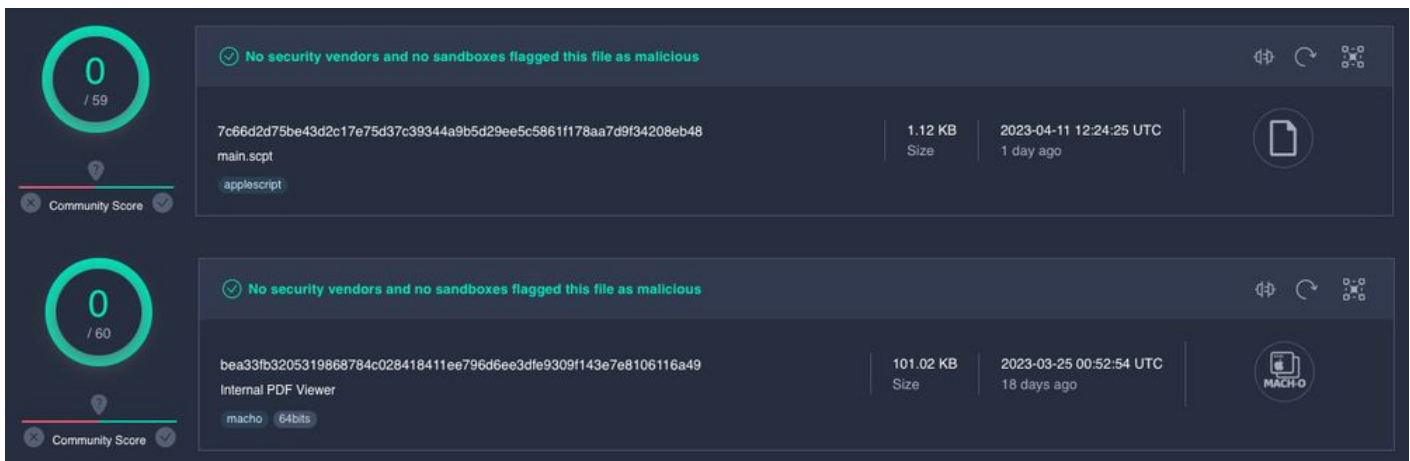 0
/ 59
Community Score
No security vendors and no sandboxes flagged this file as malicious
7c66d2d75be43d2c17e75d37c39344a9b5d29ee5c5861f178aa7d9f34208eb48
main.scpt
applescript
1.12 KB
Size
2023-04-11 12:24:25 UTC
1 day ago
0
/ 60
Community Score
No security vendors and no sandboxes flagged this file as malicious
bea33fb3205319868784c028418411ee796d6ee3dfe9309f143e7e8106116a49
Internal PDF Viewer
macho 64bits
101.02 KB
Size
2023-03-25 00:52:54 UTC
18 days ago
MACH-O